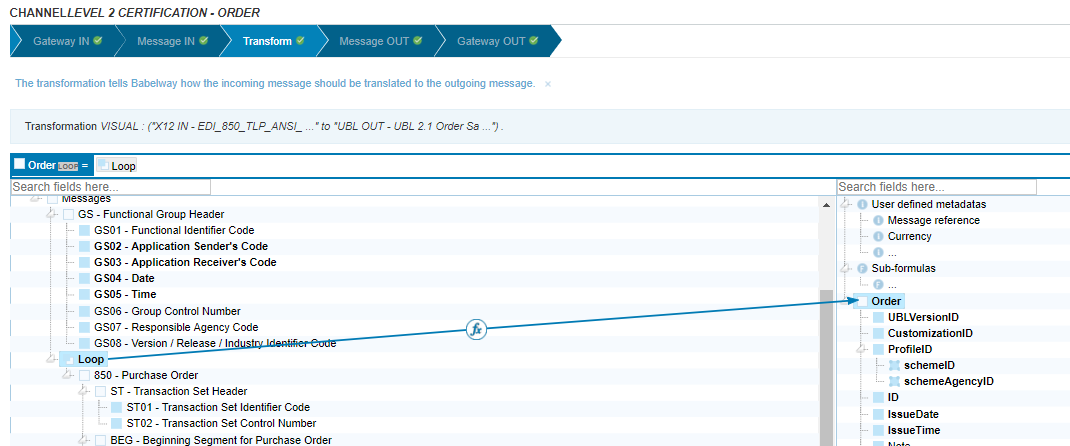 CHANNEL LEVEL 2 CERTIFICATION - ORDER
Gateway IN
Message IN
Transform
Message OUT
Gateway OUT
The transformation tells Babelway how the incoming message should be translated to the outgoing message. ×
Transformation VISUAL : ("X12 IN - EDI_850_TLP_ANSI_ ..." to "UBL OUT - UBL 2.1 Order Sa ...") .
Order LOOP = Loop
Search fields here...
Messages
GS - Functional Group Header
GS01 - Functional Identifier Code
GS02 - Application Sender's Code
GS03 - Application Receiver's Code
GS04 - Date
GS05 - Time
GS06 - Group Control Number
GS07 - Responsible Agency Code
GS08 - Version / Release / Industry Identifier Code
Loop
850 - Purchase Order
ST - Transaction Set Header
ST01 - Transaction Set Identifier Code
ST02 - Transaction Set Control Number
BEG - Beginning Segment for Purchase Order
fx
Search fields here...
User defined metadatas
Message reference
Currency
...
Sub-formulas
...
Order
UBLVersionID
CustomizationID
ProfileID
schemeID
schemeAgencyID
ID
IssueDate
IssueTime
Note